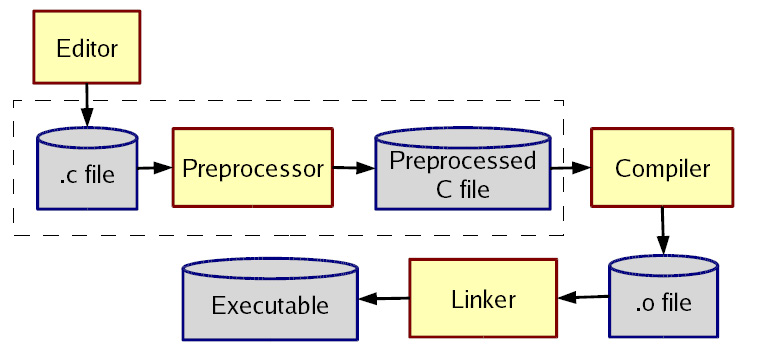 Editor
.c file
Preprocessor
Preprocessed
C file
Compiler
Executable
Linker
.o file